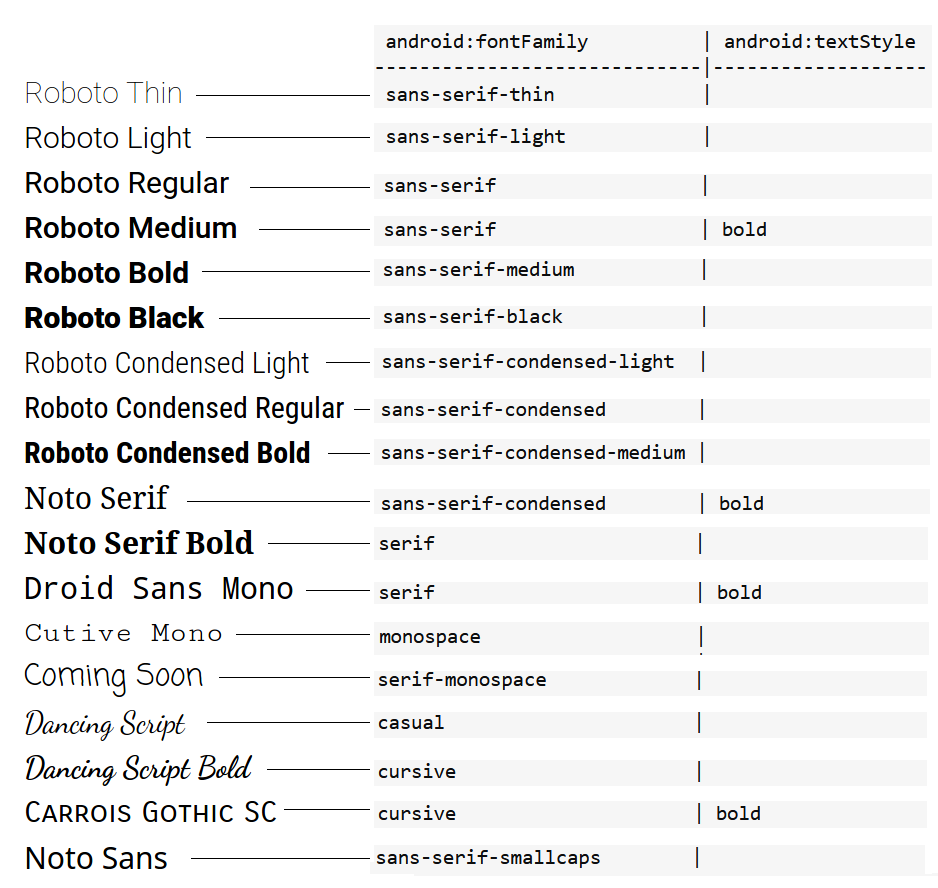 android:fontFamily | android:textStyle
-----------------------------|-------------------
Roboto Thin sans-serif-thin |
Roboto Light sans-serif-light |
Roboto Regular sans-serif |
Roboto Medium sans-serif | bold
Roboto Bold sans-serif-medium |
Roboto Black sans-serif-black |
Roboto Condensed Light sans-serif-condensed-light |
Roboto Condensed Regular sans-serif-condensed |
Roboto Condensed Bold sans-serif-condensed-medium |
Noto Serif sans-serif-condensed | bold
Noto Serif Bold serif |
Droid Sans Mono serif | bold
Cutive Mono monospace |
Coming Soon serif-monospace |
Dancing Script casual |
Dancing Script Bold cursive |
Carrois Gothic SC cursive | bold
Noto Sans sans-serif-smallcaps |